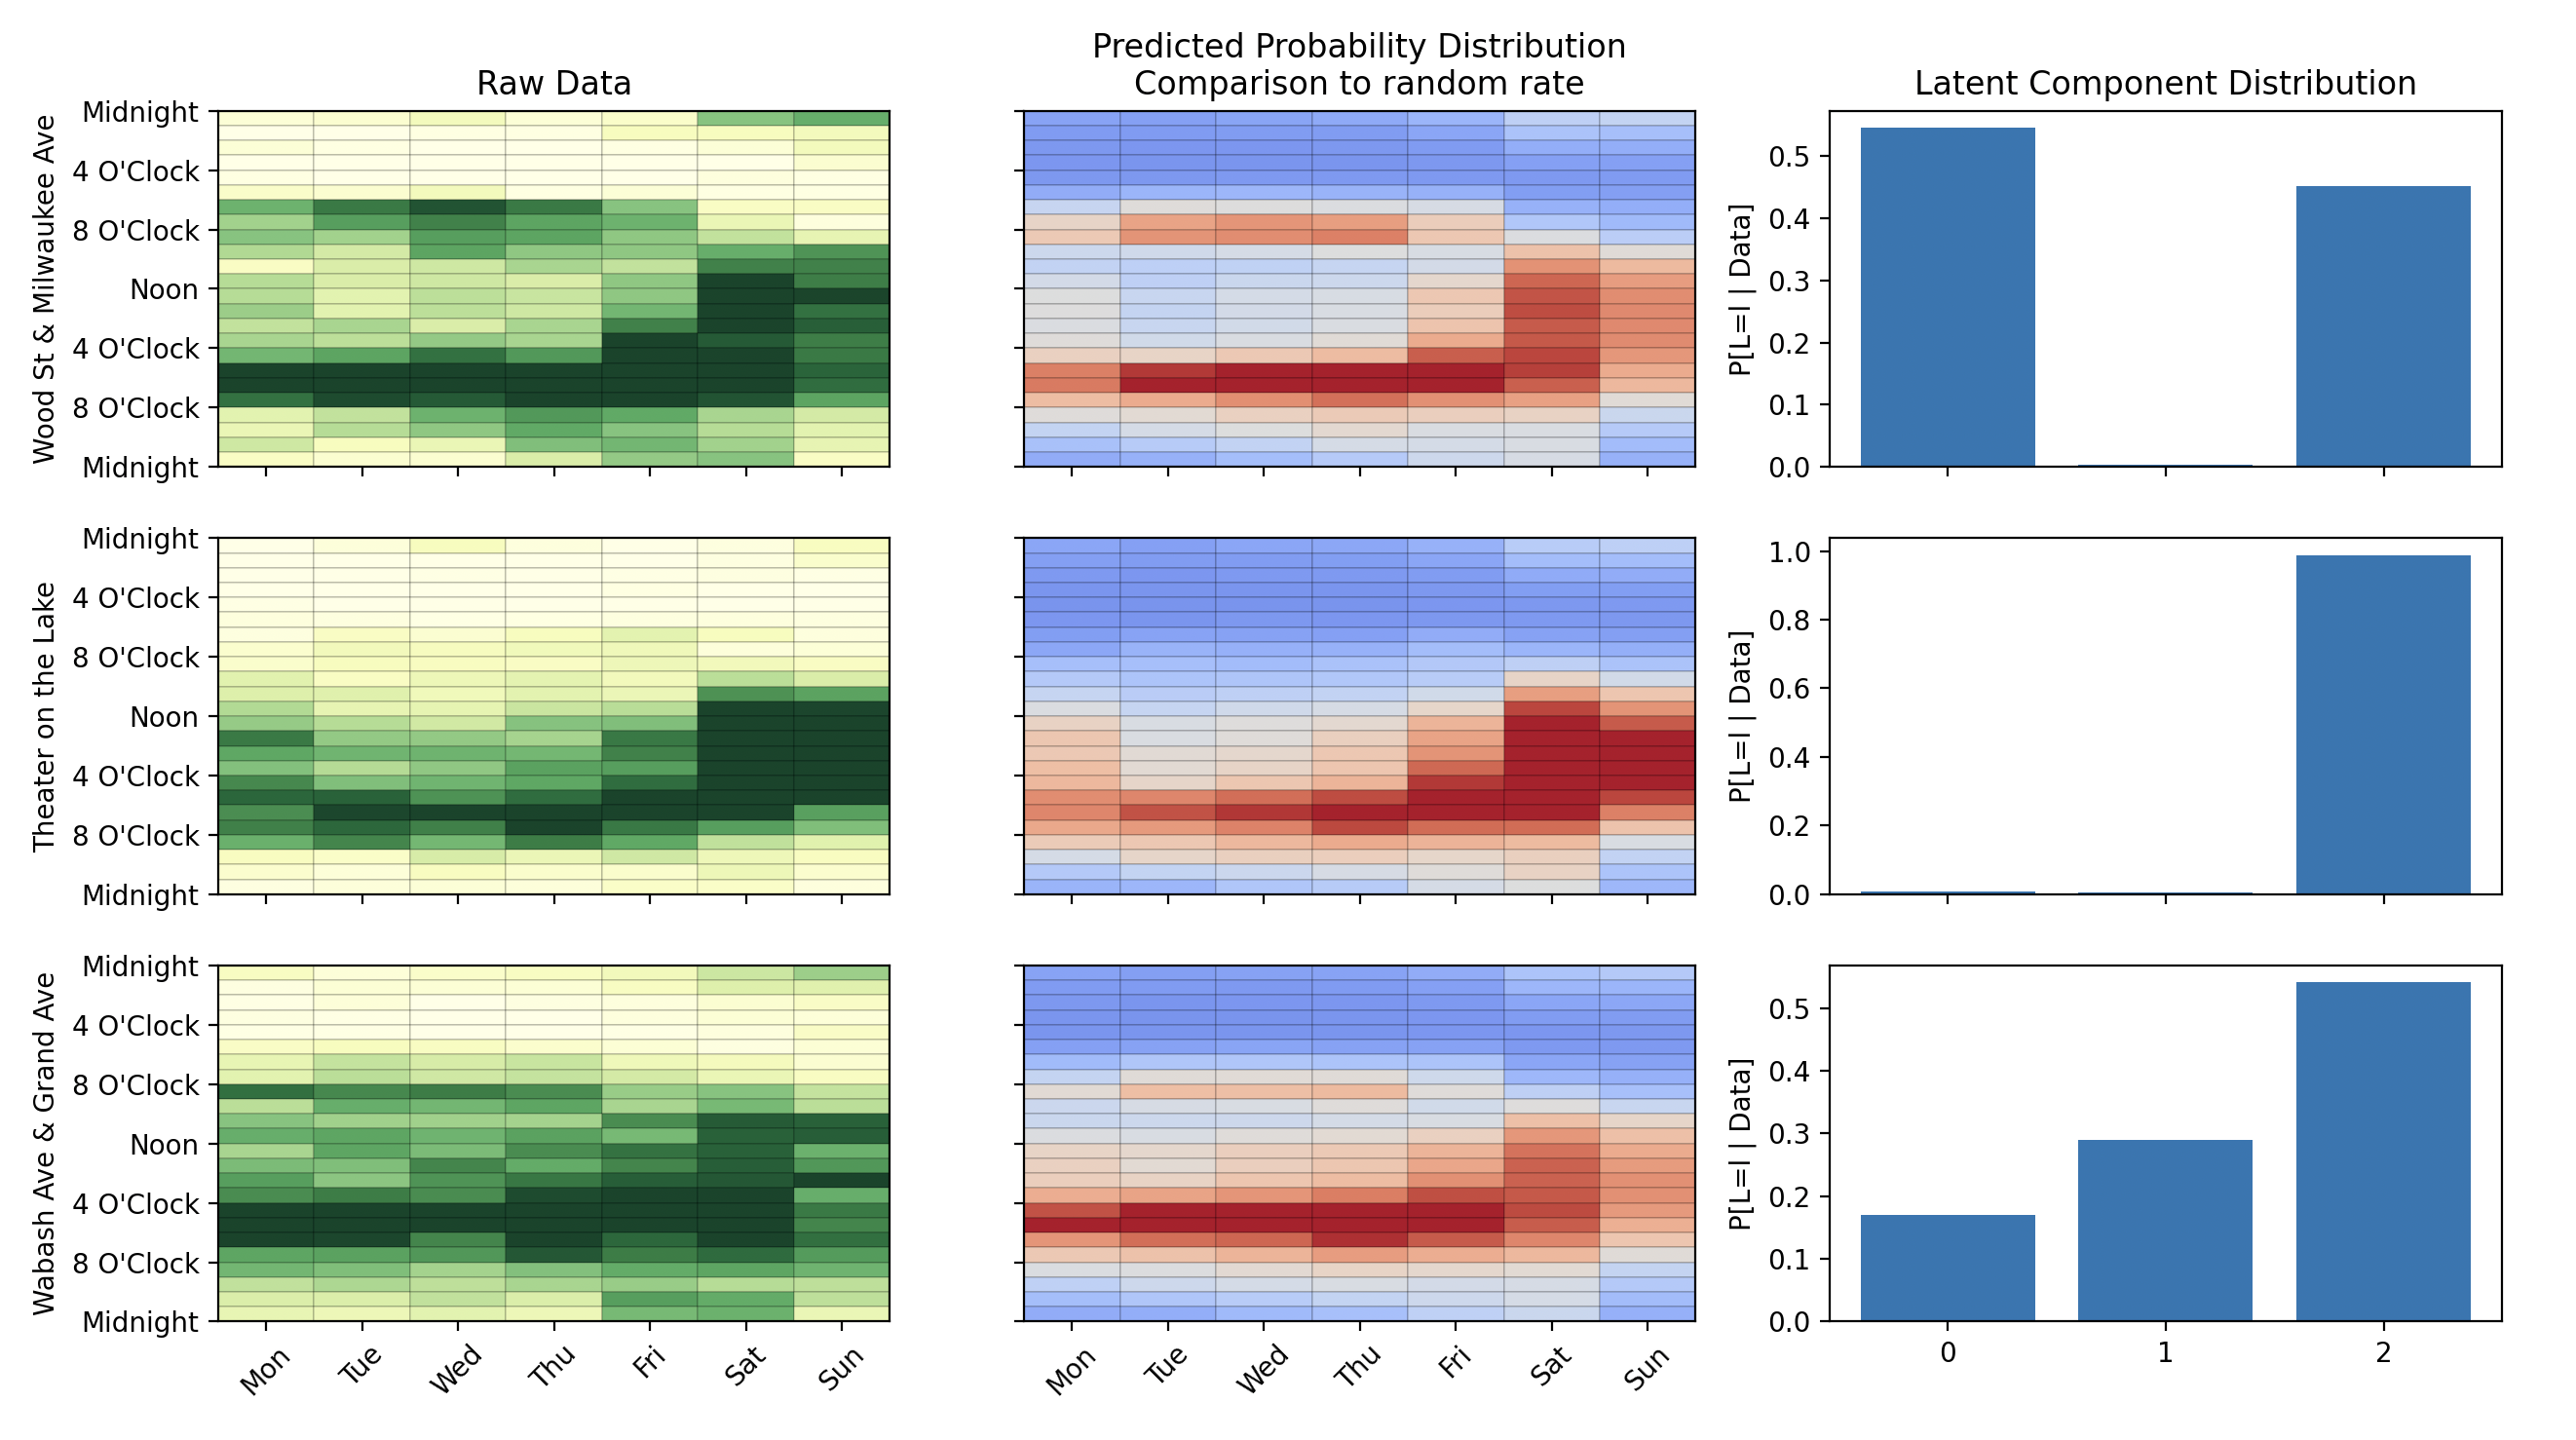 Raw Data
Predicted Probability Distribution
Comparison to random rate
Latent Component Distribution
Wood St & Milwaukee Ave
Midnight
4 O'Clock
8 O'Clock
Noon
4 O'Clock
8 O'Clock
Midnight
P[L=l | Data]
0.5
0.4
0.3
0.2
0.1
0.0
Theater on the Lake
Midnight
4 O'Clock
8 O'Clock
Noon
4 O'Clock
8 O'Clock
Midnight
P[L=l | Data]
1.0
0.8
0.6
0.4
0.2
0.0
Wabash Ave & Grand Ave
Midnight
4 O'Clock
8 O'Clock
Noon
4 O'Clock
8 O'Clock
Midnight
Mon Tue Wed Thu Fri Sat Sun
Mon Tue Wed Thu Fri Sat Sun
P[L=l | Data]
0.5
0.4
0.3
0.2
0.1
0.0
0 1 2